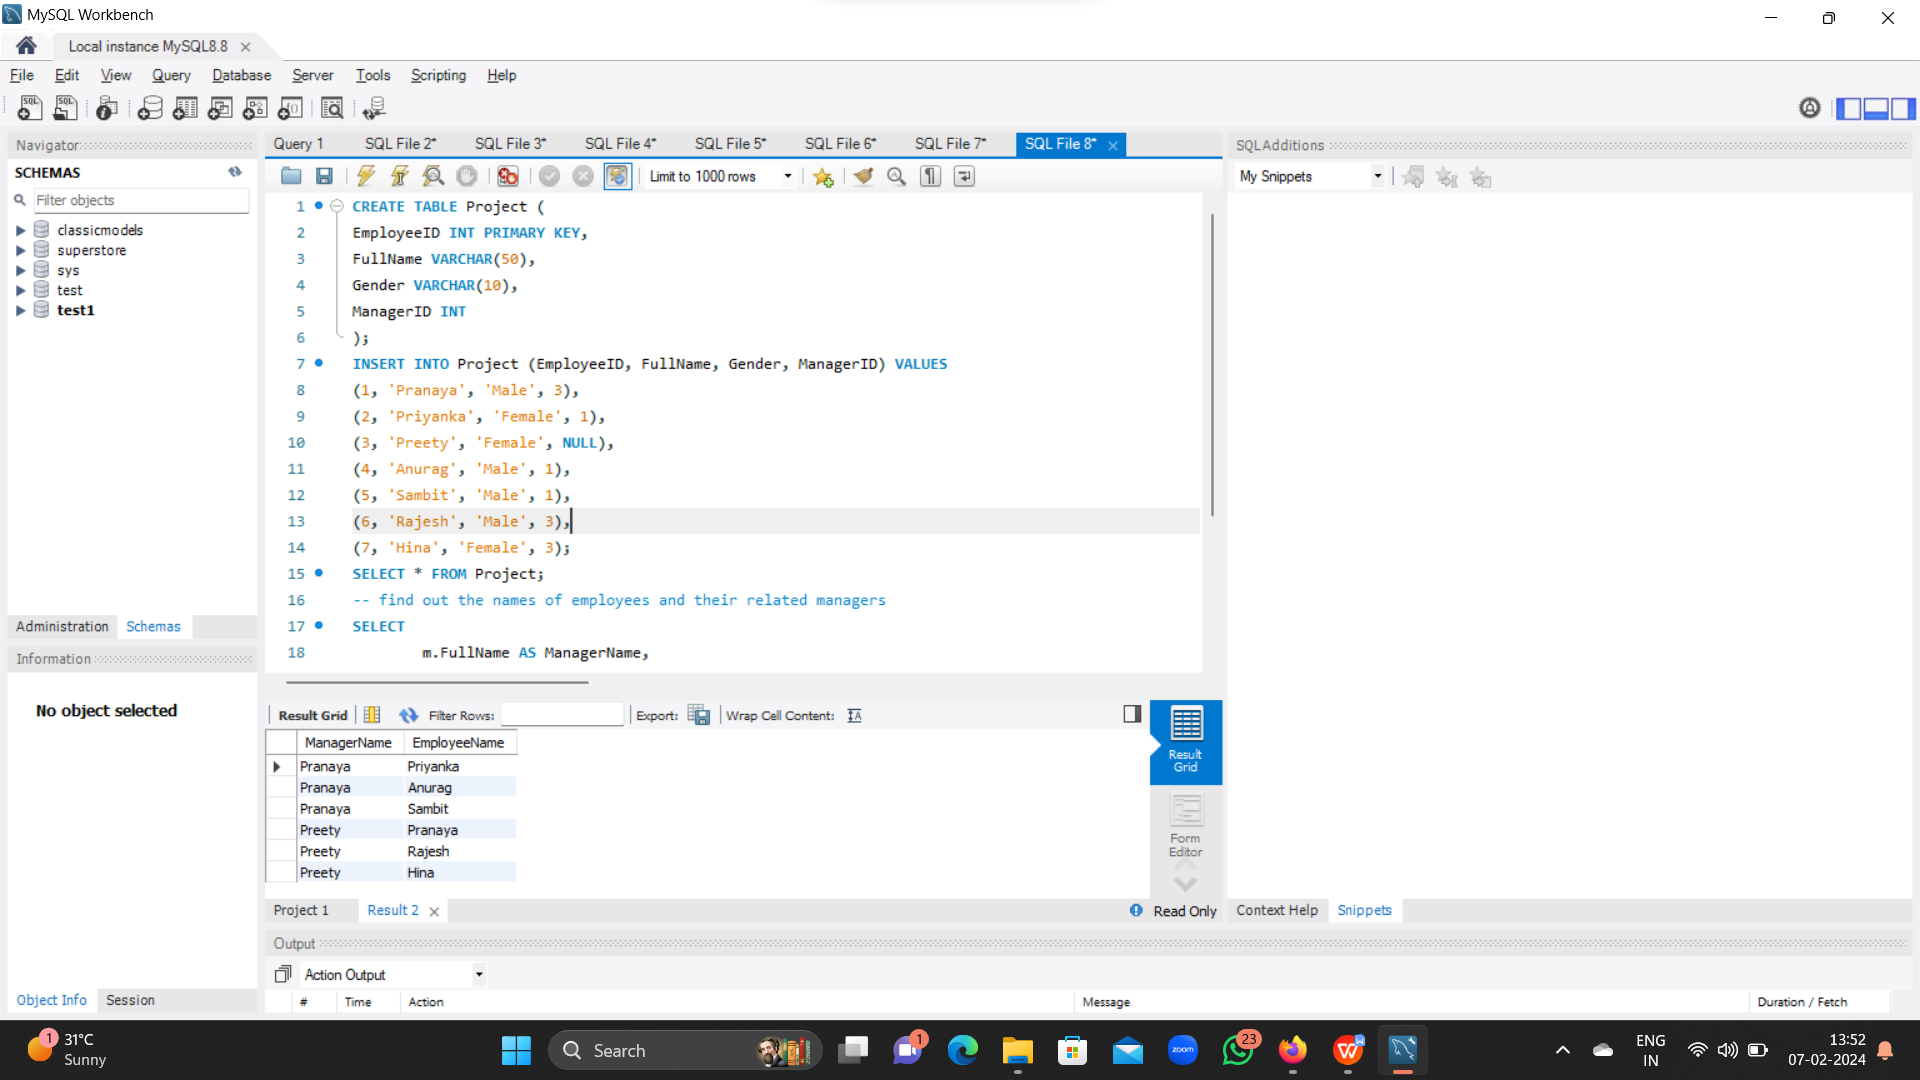 MySQL Workbench
Local instance MySQL8.8
File Edit View Query Database Server Tools Scripting Help
Navigator
SCHEMAS
Filter objects
classicmodels
superstore
sys
test
test1
Administration Schemas
Information
No object selected
Object Info Session
Query 1 SQL File 2* SQL File 3* SQL File 4* SQL File 5* SQL File 6* SQL File 7* SQL File 8*
Limit to 1000 rows
1 CREATE TABLE Project (
2 EmployeeID INT PRIMARY KEY,
3 FullName VARCHAR(50),
4 Gender VARCHAR(10),
5 ManagerID INT
6 );
7 INSERT INTO Project (EmployeeID, FullName, Gender, ManagerID) VALUES
8 (1, 'Pranaya', 'Male', 3),
9 (2, 'Priyanka', 'Female', 1),
10 (3, 'Preety', 'Female', NULL),
11 (4, 'Anurag', 'Male', 1),
12 (5, 'Sambit', 'Male', 1),
13 (6, 'Rajesh', 'Male', 3),
14 (7, 'Hina', 'Female', 3);
15 SELECT * FROM Project;
16 -- find out the names of employees and their related managers
17 SELECT
18 m.FullName AS ManagerName,
Result Grid Filter Rows: Export: Wrap Cell Content:
ManagerName EmployeeName
Pranaya Priyanka
Pranaya Anurag
Pranaya Sambit
Preety Pranaya
Preety Rajesh
Preety Hina
Result
Grid
Form
Editor
Project 1 Result 2 Read Only
SQLAdditions
My Snippets
Context Help Snippets
Output
Action Output
# Time Action Message Duration / Fetch
1
31°C
Sunny
Search
1
zoom
23
W
ENG
IN
13:52
07-02-2024